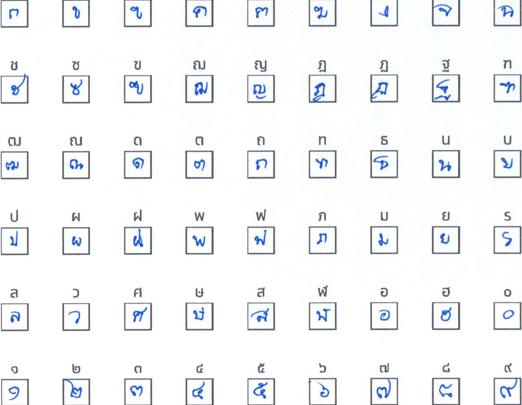 ก ข ฃ ค ฅ ฆ ง จ ฉ
ช ซ ฃ ฌ ญ ฎ ฏ ฐ ฑ
ช ซ ฃ ฌ ญ ฎ ฏ ฐ ฑ
ฒ ณ ด ต ถ ท ธ น บ
ฒ ณ ด ต ถ ท ธ น บ
ป ผ ฝ พ ฟ ภ ม ย ร
ป ผ ฝ พ ฟ ภ ม ย ร
ล ว ศ ษ ส ฬ อ ฮ ๐
ล ว ศ ษ ส ฬ อ ฮ ๐
๑ ๒ ๓ ๔ ๕ ๖ ๗ ๘ ๙
๑ ๒ ๓ ๔ ๕ ๖ ๗ ๘ ๙